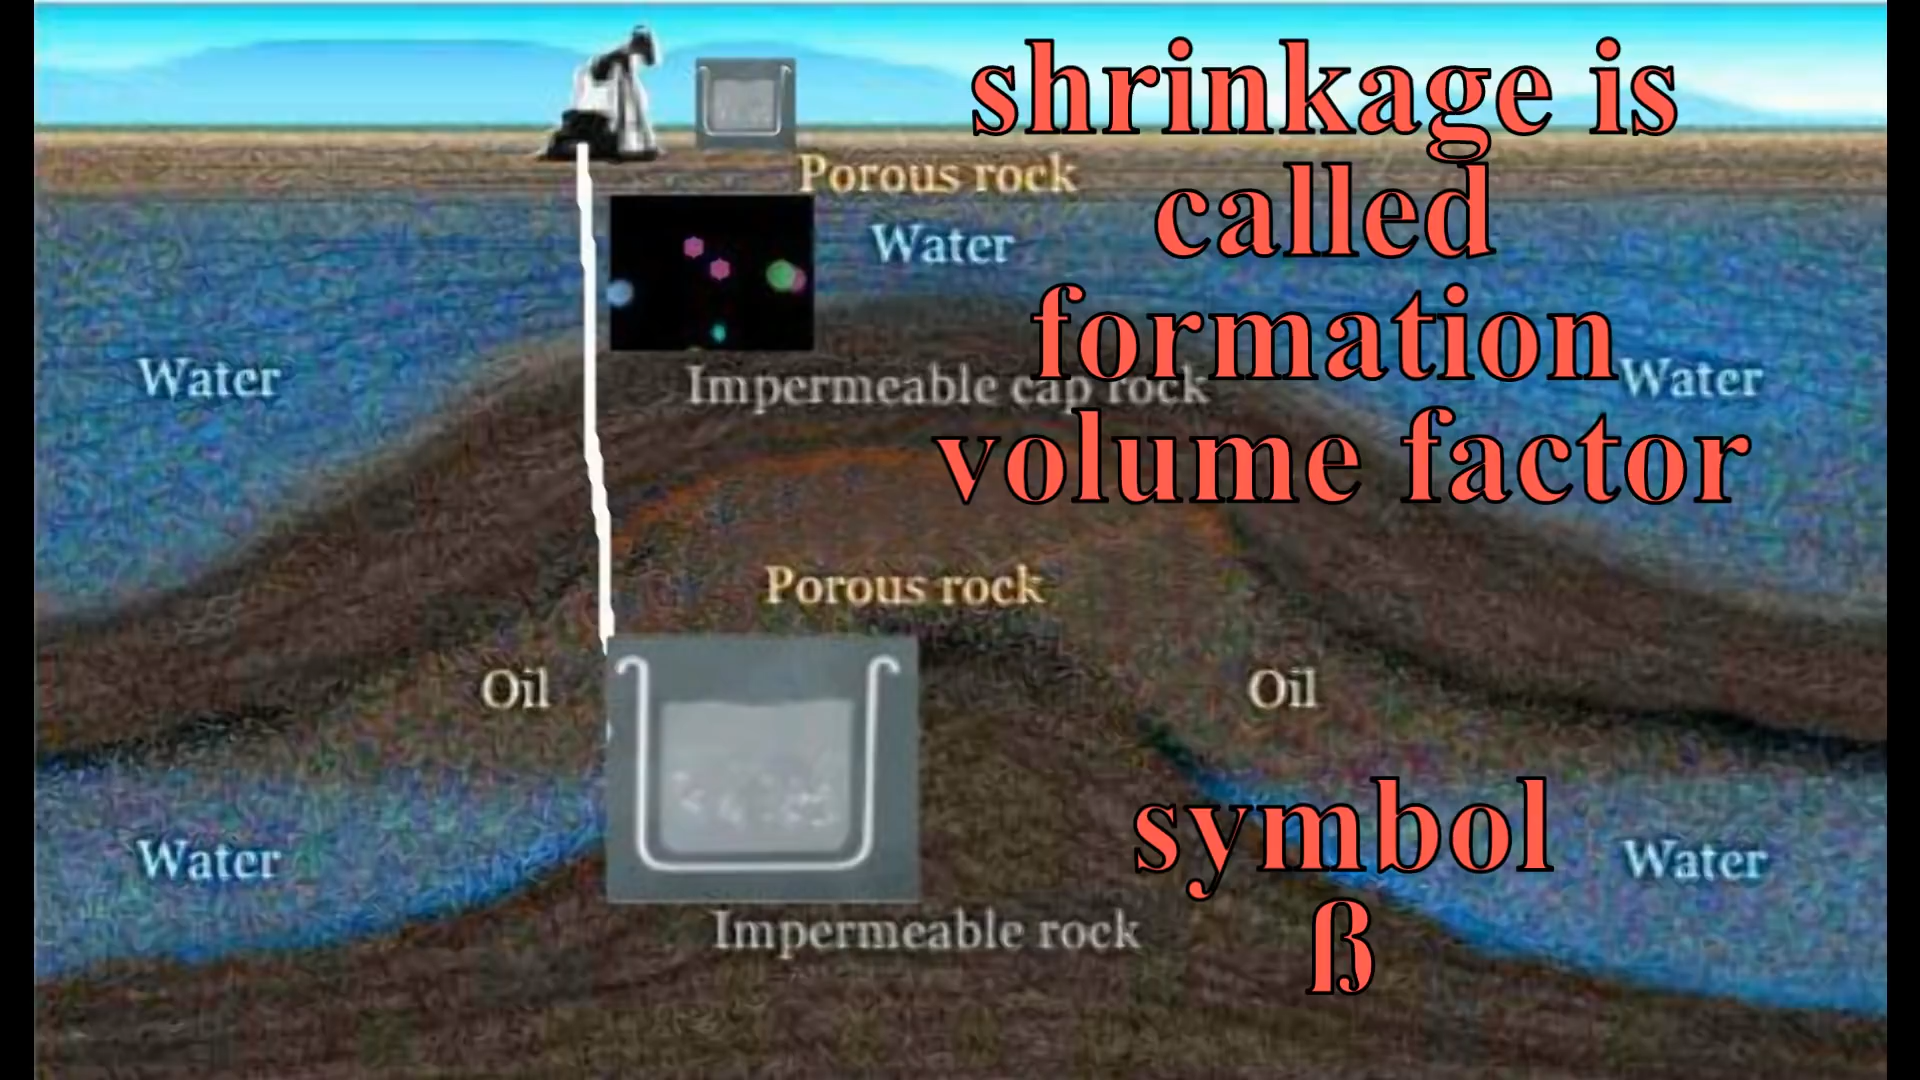 shrinkage is
called
formation
volume factor
Porous rock
Water
Water
Impermeable cap rock
Water
Porous rock
Oil
Oil
symbol
ß
Water
Water
Impermeable rock